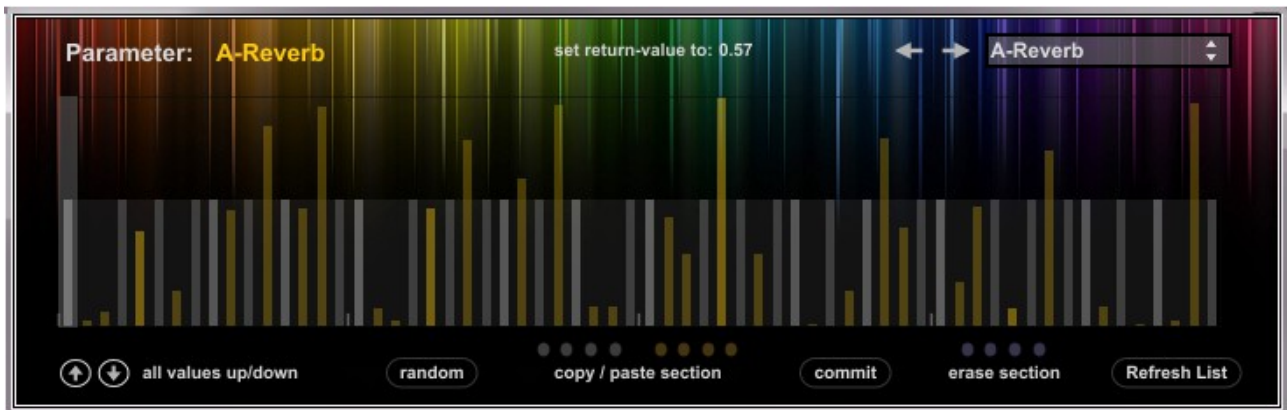 Parameter: A-Reverb set return-value to: 0.57 A-Reverb
all values up/down random copy / paste section commit erase section Refresh List